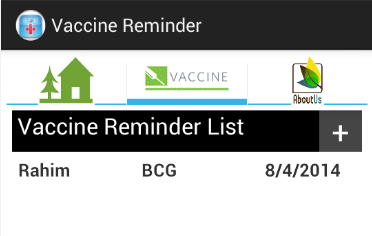 Vaccine Reminder
VACCINE
AboutUs
Vaccine Reminder List +
Rahim BCG 8/4/2014